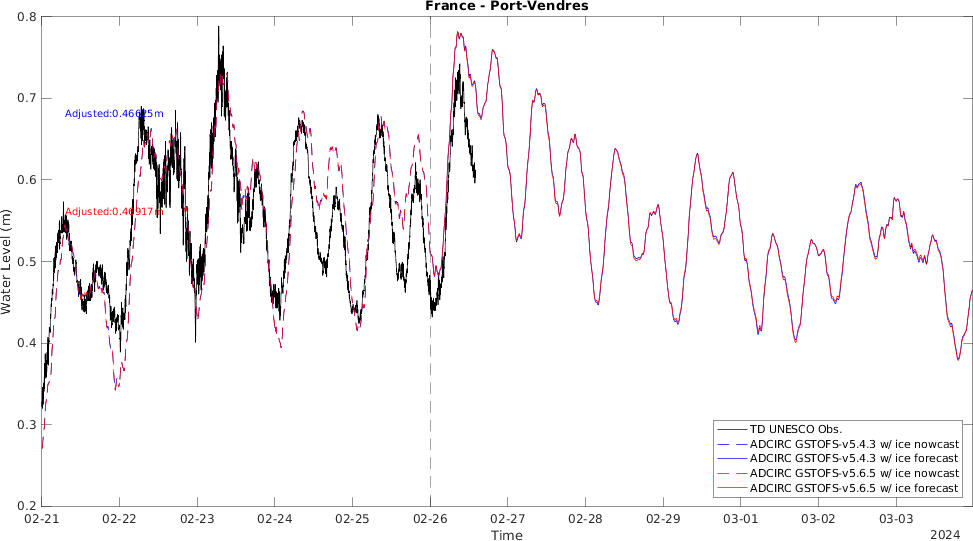 France - Port-Vendres
0.8
0.7
0.6
0.5
0.4
0.3
0.2
Water Level (m)
Adjusted:0.46625m
Adjusted:0.46917m
TD UNESCO Obs.
ADCIRC GSTOFS-v5.4.3 w/ ice nowcast
ADCIRC GSTOFS-v5.4.3 w/ ice forecast
ADCIRC GSTOFS-v5.6.5 w/ ice nowcast
ADCIRC GSTOFS-v5.6.5 w/ ice forecast
02-21 02-22 02-23 02-24 02-25 02-26 02-27 02-28 02-29 03-01 03-02 03-03
Time
2024